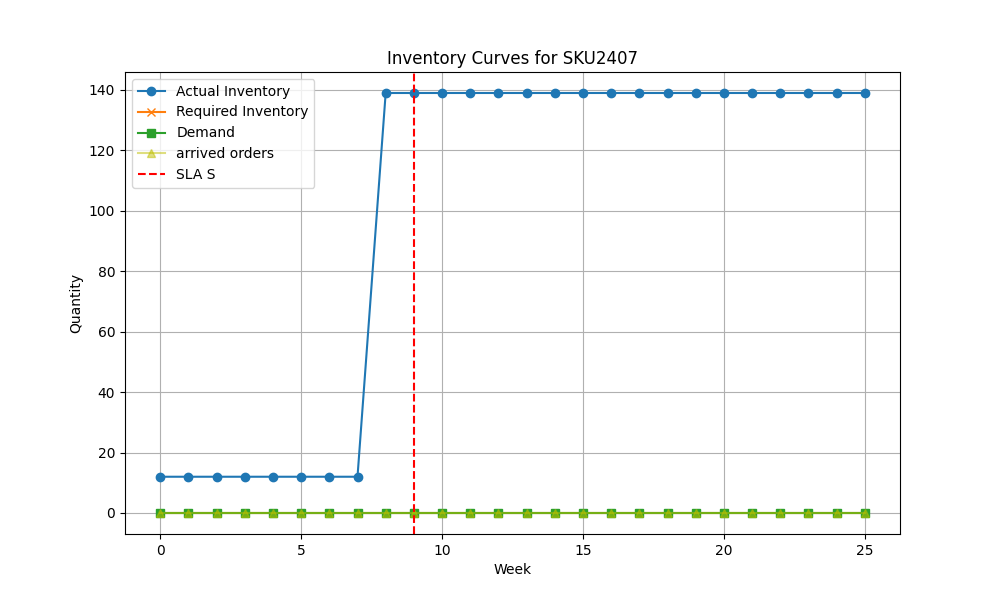 Inventory Curves for SKU2407
Actual Inventory
Required Inventory
Demand
arrived orders
SLA S
140
120
100
80
60
40
20
0
Quantity
0 5 10 15 20 25
Week